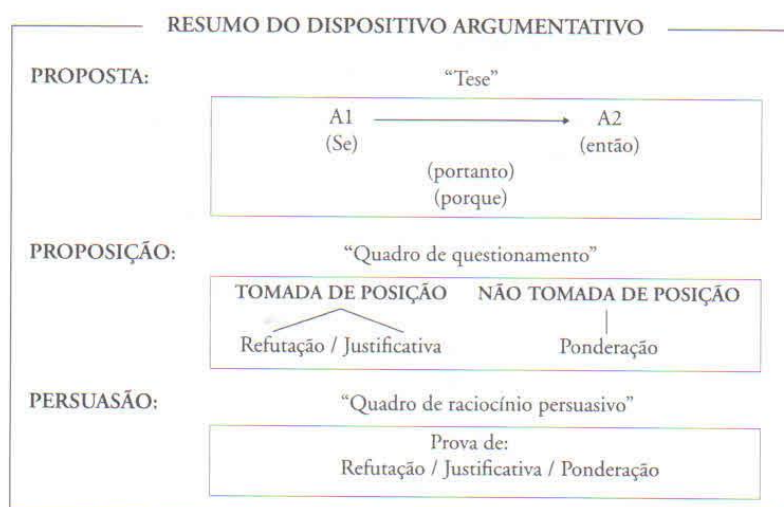 RESUMO DO DISPOSITIVO ARGUMENTATIVO
PROPOSTA: “Tese”
A1 A2
(Se) (então)
(portanto)
(porque)
PROPOSIÇÃO: “Quadro de questionamento”
TOMADA DE POSIÇÃO NÃO TOMADA DE POSIÇÃO
Refutação / Justificativa Ponderação
PERSUASÃO: “Quadro de raciocínio persuasivo”
Prova de:
Refutação / Justificativa / Ponderação